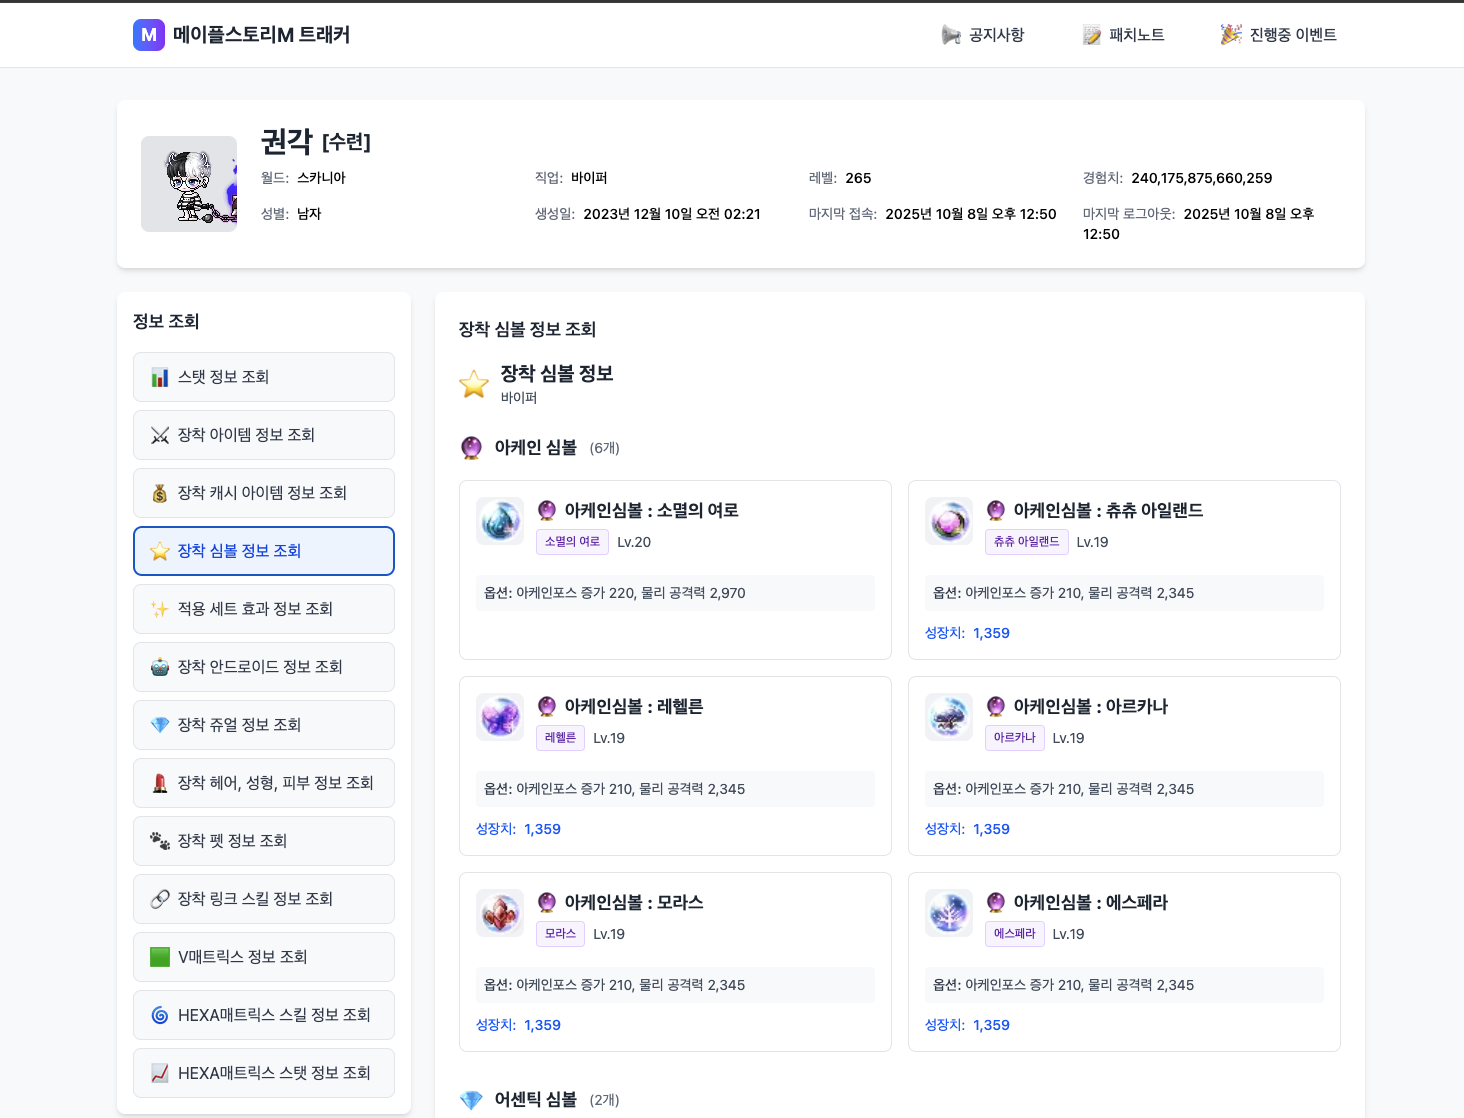 M 메이플스토리M 트래커
공지사항
패치노트
진행중 이벤트
권각 [수련]
월드: 스카니아
직업: 바이퍼
레벨: 265
경험치: 240,175,875,660,259
성별: 남자
생성일: 2023년 12월 10일 오전 02:21
마지막 접속: 2025년 10월 8일 오후 12:50
마지막 로그아웃: 2025년 10월 8일 오후
12:50
정보 조회
스탯 정보 조회
장착 아이템 정보 조회
장착 캐시 아이템 정보 조회
장착 심볼 정보 조회
적용 세트 효과 정보 조회
장착 안드로이드 정보 조회
장착 쥬얼 정보 조회
장착 헤어, 성형, 피부 정보 조회
장착 펫 정보 조회
장착 링크 스킬 정보 조회
V매트릭스 정보 조회
HEXA매트릭스 스킬 정보 조회
HEXA매트릭스 스탯 정보 조회
장착 심볼 정보 조회
장착 심볼 정보
바이퍼
아케인 심볼 (6개)
아케인심볼 : 소멸의 여로
소멸의 여로 Lv.20
옵션: 아케인포스 증가 220, 물리 공격력 2,970
아케인심볼 : 츄츄 아일랜드
츄츄 아일랜드 Lv.19
옵션: 아케인포스 증가 210, 물리 공격력 2,345
성장치: 1,359
아케인심볼 : 레헬른
레헬른 Lv.19
옵션: 아케인포스 증가 210, 물리 공격력 2,345
성장치: 1,359
아케인심볼 : 아르카나
아르카나 Lv.19
옵션: 아케인포스 증가 210, 물리 공격력 2,345
성장치: 1,359
아케인심볼 : 모라스
모라스 Lv.19
옵션: 아케인포스 증가 210, 물리 공격력 2,345
성장치: 1,359
아케인심볼 : 에스페라
에스페라 Lv.19
옵션: 아케인포스 증가 210, 물리 공격력 2,345
성장치: 1,359
어센틱 심볼 (2개)